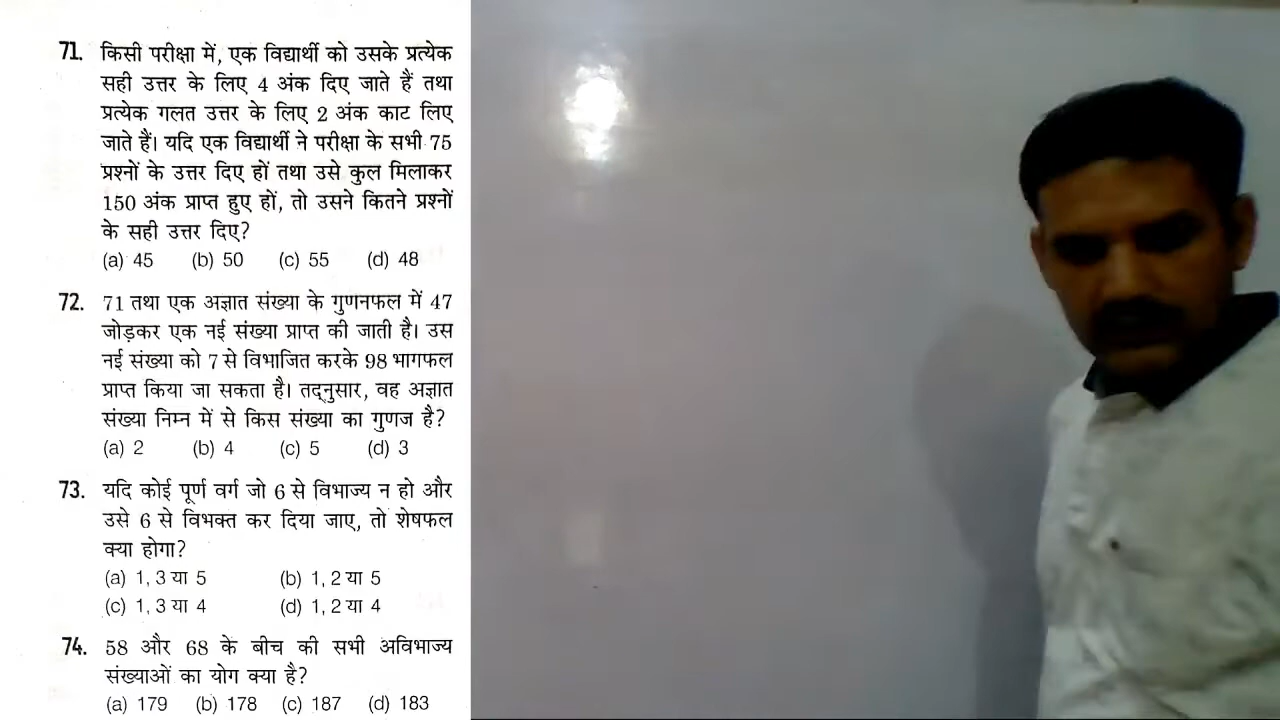 71. किसी परीक्षा में, एक विद्यार्थी को उसके प्रत्येक
सही उत्तर के लिए 4 अंक दिए जाते हैं तथा
प्रत्येक गलत उत्तर के लिए 2 अंक काट लिए
जाते हैं। यदि एक विद्यार्थी ने परीक्षा के सभी 75
प्रश्नों के उत्तर दिए हों तथा उसे कुल मिलाकर
150 अंक प्राप्त हुए हों, तो उसने कितने प्रश्नों
के सही उत्तर दिए?
(a) 45 (b) 50 (c) 55 (d) 48
72. 71 तथा एक अज्ञात संख्या के गुणनफल में 47
जोड़कर एक नई संख्या प्राप्त की जाती है। उस
नई संख्या को 7 से विभाजित करके 98 भागफल
प्राप्त किया जा सकता है। तद्नुसार, वह अज्ञात
संख्या निम्न में से किस संख्या का गुणज है?
(a) 2 (b) 4 (c) 5 (d) 3
73. यदि कोई पूर्ण वर्ग जो 6 से विभाज्य न हो और
उसे 6 से विभक्त कर दिया जाए, तो शेषफल
क्या होगा?
(a) 1, 3 या 5 (b) 1, 2 या 5
(c) 1, 3 या 4 (d) 1, 2 या 4
74. 58 और 68 के बीच की सभी अविभाज्य
संख्याओं का योग क्या है?
(a) 179 (b) 178 (c) 187 (d) 183